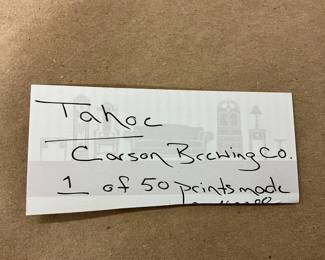 Tahoe
Carson Brewing Co.
1 of 50 prints made